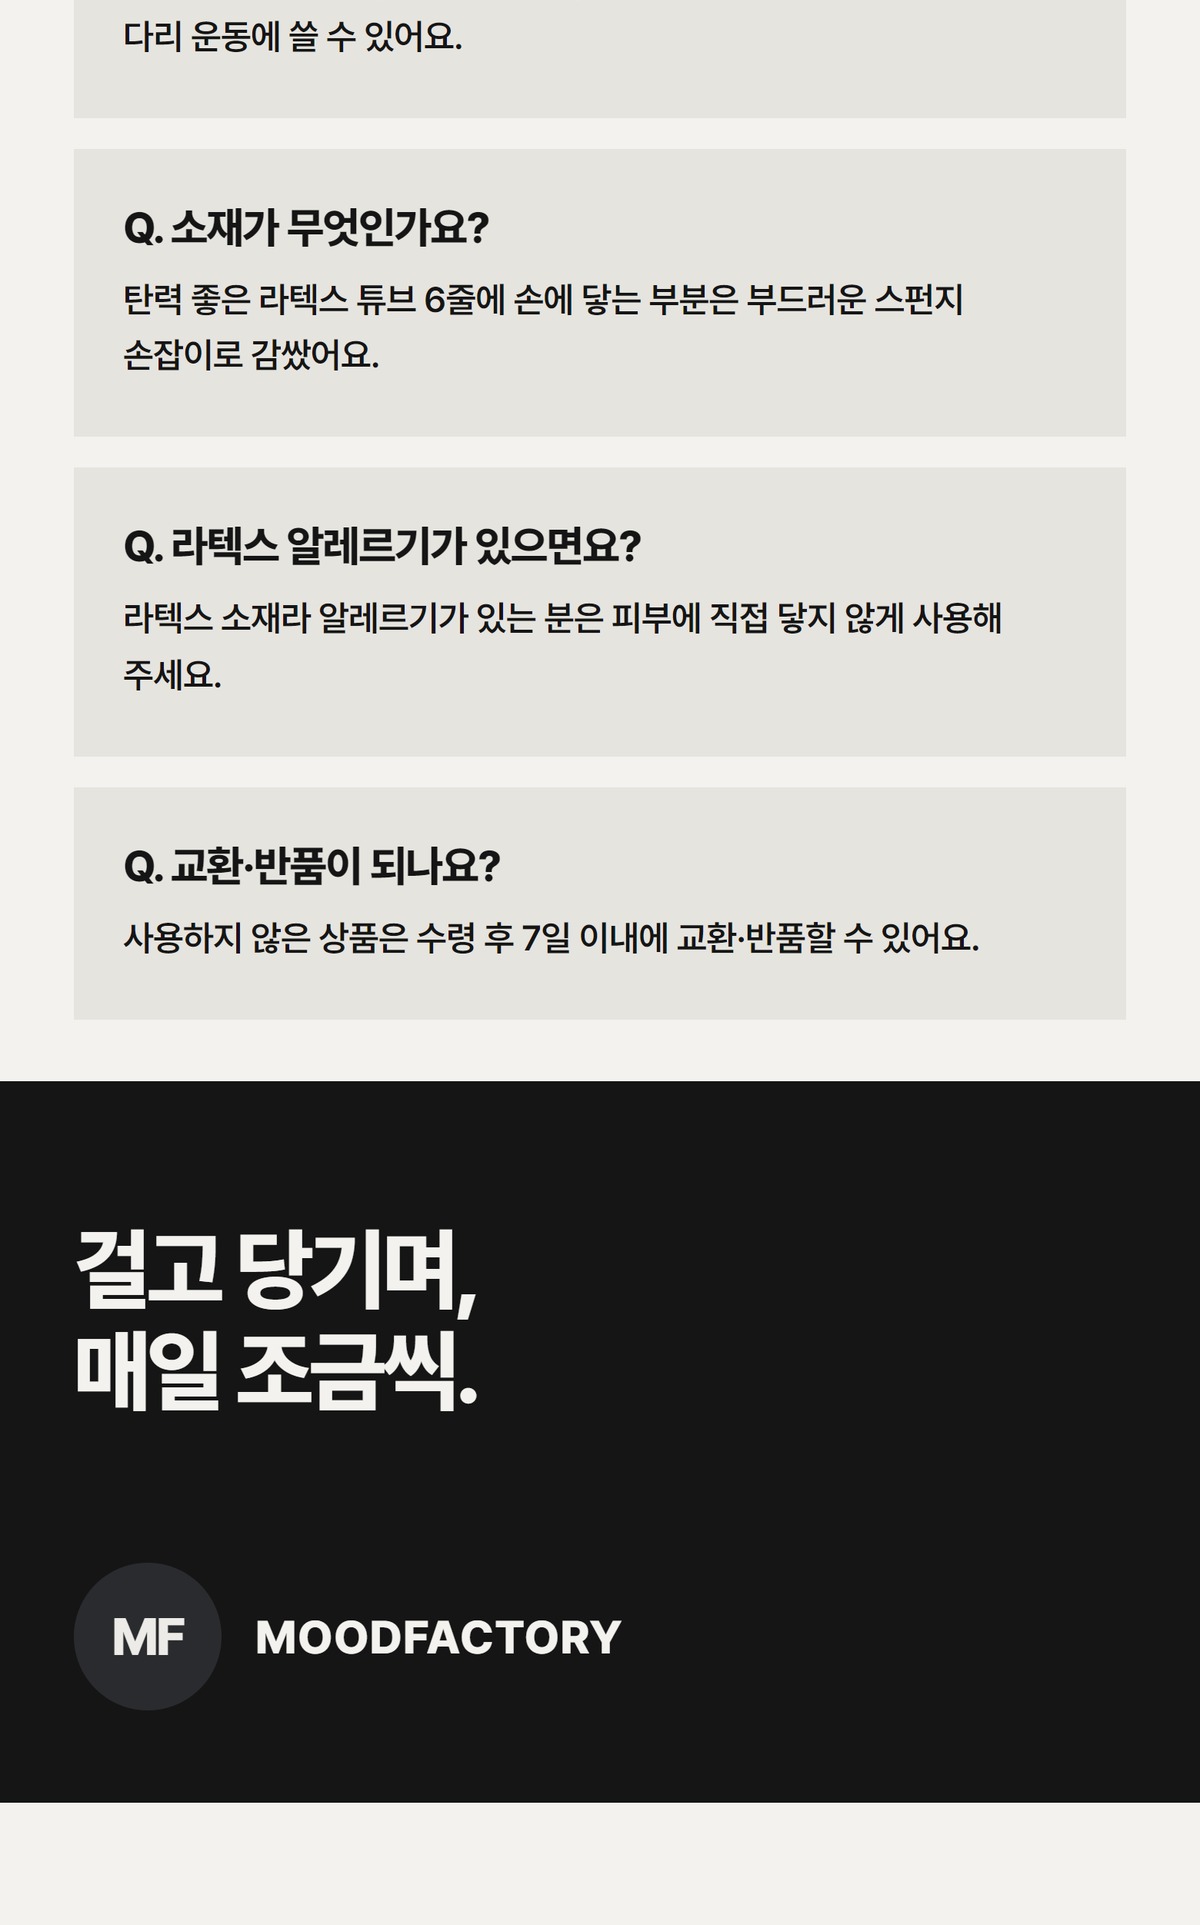 다리 운동에 쓸 수 있어요.
Q. 소재가 무엇인가요?
탄력 좋은 라텍스 튜브 6줄에 손에 닿는 부분은 부드러운 스펀지
손잡이로 감쌌어요.
Q. 라텍스 알레르기가 있으면요?
라텍스 소재라 알레르기가 있는 분은 피부에 직접 닿지 않게 사용해
주세요.
Q. 교환·반품이 되나요?
사용하지 않은 상품은 수령 후 7일 이내에 교환·반품할 수 있어요.
걸고 당기며,
매일 조금씩.
MF
MOODFACTORY